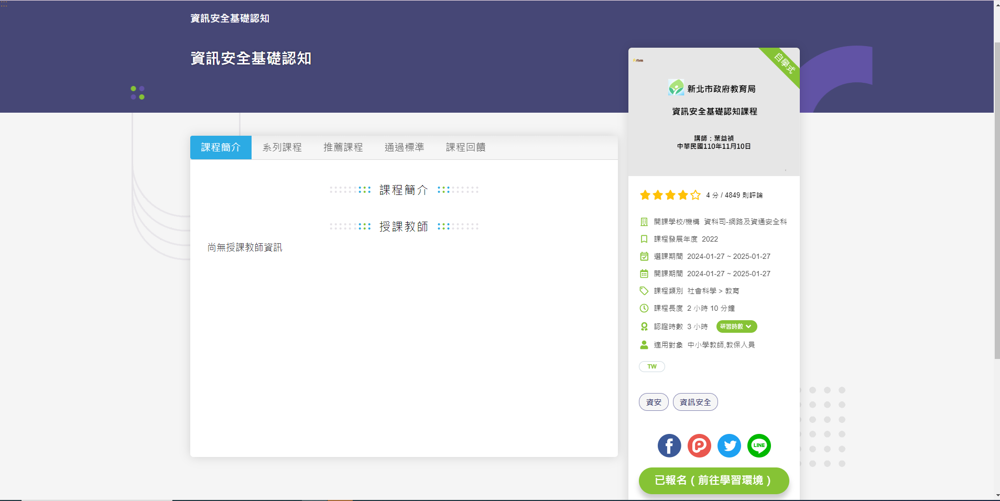 資訊安全基礎認知
資訊安全基礎認知
課程簡介 系列課程 推薦課程 通過標準 課程回饋
課程簡介
授課教師
尚無授課教師資訊
自學式
新北市政府教育局
資訊安全基礎認知課程
講師：葉益禎
中華民國110年11月10日
4 分 / 4849 則評論
開課學校/機構 資科司-網路及資通安全科
課程發展年度 2022
選課期間 2024-01-27 ~ 2025-01-27
開課期間 2024-01-27 ~ 2025-01-27
課程類別 社會科學 > 教育
課程長度 2 小時 10 分鐘
認證時數 3 小時 研習時數
適用對象 中小學教師,教保人員
TW
資安 資訊安全
LINE
已報名 ( 前往學習環境 )